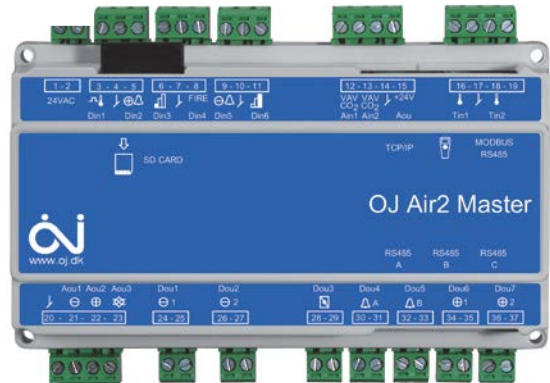 1 - 2
3 - 4 - 5
6 - 7 - 8
9 - 10 - 11
12 - 13 - 14 - 15
16 - 17 - 18 - 19
24VAC
FIRE
VAV
VAV
+24V
CO2
CO2
Din1
Din2
Din3
Din4
Din5
Din6
Ain1
Ain2
Aou
Tin1
Tin2
SD CARD
TCP/IP
MODBUS
RS485
OJ Air2 Master
OJ
www.oj.dk
RS485
A
RS485
B
RS485
C
Aou1
Aou2
Aou3
Dou1
Dou2
Dou3
Dou4
Dou5
Dou6
Dou7
1
2
A
B
1
2
20 - 21 - 22 - 23
24 - 25
26 - 27
28 - 29
30 - 31
32 - 33
34 - 35
36 - 37